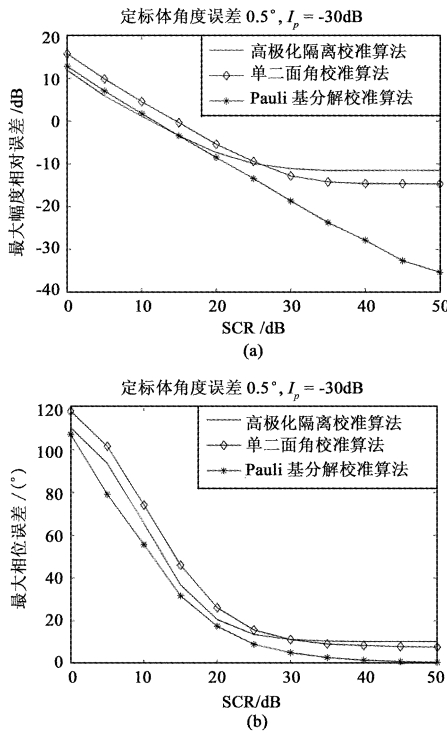 定标体角度误差 0.5°, Ip = -30dB
高极化隔离校准算法
单二面角校准算法
Pauli 基分解校准算法
最大幅度相对误差 /dB
20
10
0
-10
-20
-30
-40
0 10 20 30 40 50
SCR /dB
(a)
定标体角度误差 0.5°, Ip = -30dB
高极化隔离校准算法
单二面角校准算法
Pauli 基分解校准算法
最大相位误差 / (°)
120
100
80
60
40
20
0
0 10 20 30 40 50
SCR/dB
(b)